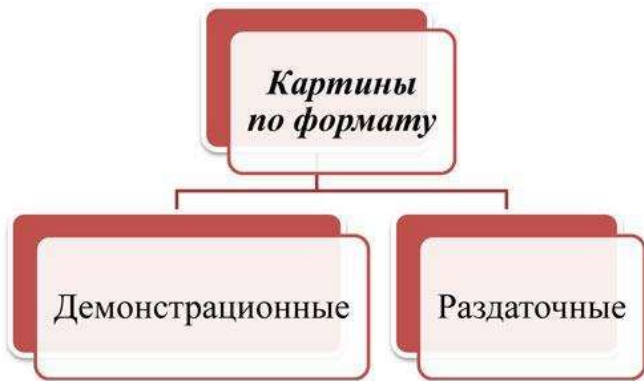 Картины
по формату
Демонстрационные
Раздаточные